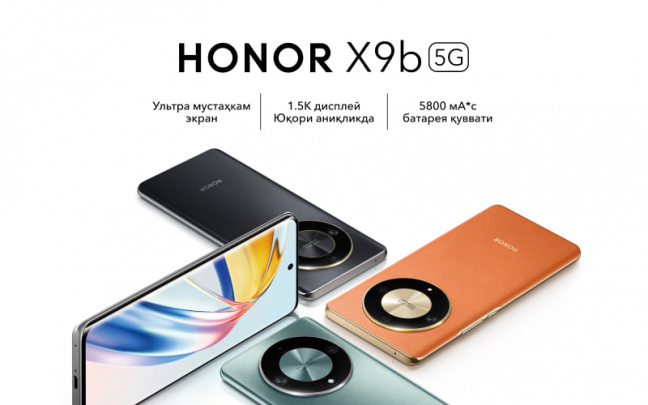 HONOR X9b 5G
Ультра мустаҳкам
экран
1.5K дисплей
Юқори аниқликда
5800 мА*с
батарея қуввати
HONOR
HONOR